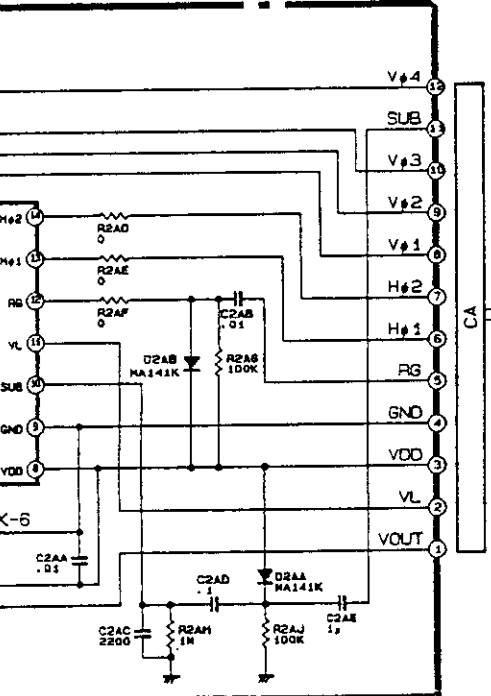 Vφ4
12
SUB
11
Vφ3
10
Vφ2
9
Vφ1
8
Hφ2
7
Hφ1
6
RG
5
GND
4
VDD
3
VL
2
VOUT
1
CA
Hφ2 14
R2AD
0
Hφ1 13
R2AE
0
RG 12
R2AF
0
C2AB
.01
VL 11
D2AB
MA141K
R2AG
100K
SUB 10
GND 9
VDD 8
X-6
C2AA
.01
C2AD
.1
D2AA
MA141K
C2AC
2200
R2AH
1M
R2AJ
100K
C2AE
1μ